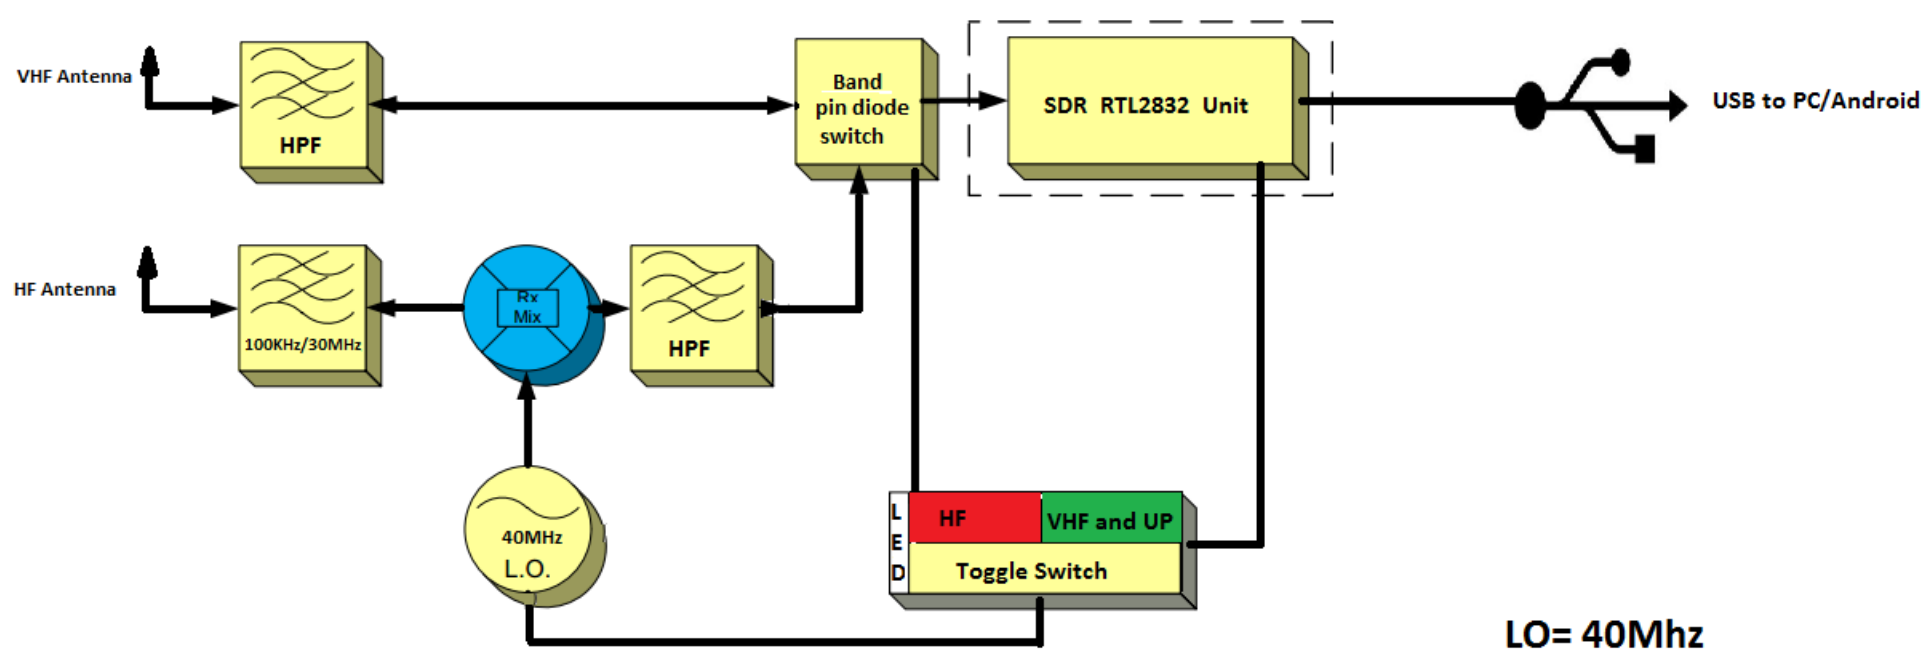 VHF Antenna
HPF
Band
pin diode
switch
SDR RTL2832 Unit
USB to PC/Android
HF Antenna
100KHz/30MHz
Rx
Mix
HPF
40MHz
L.O.
LED
HF
VHF and UP
Toggle Switch
LO= 40Mhz